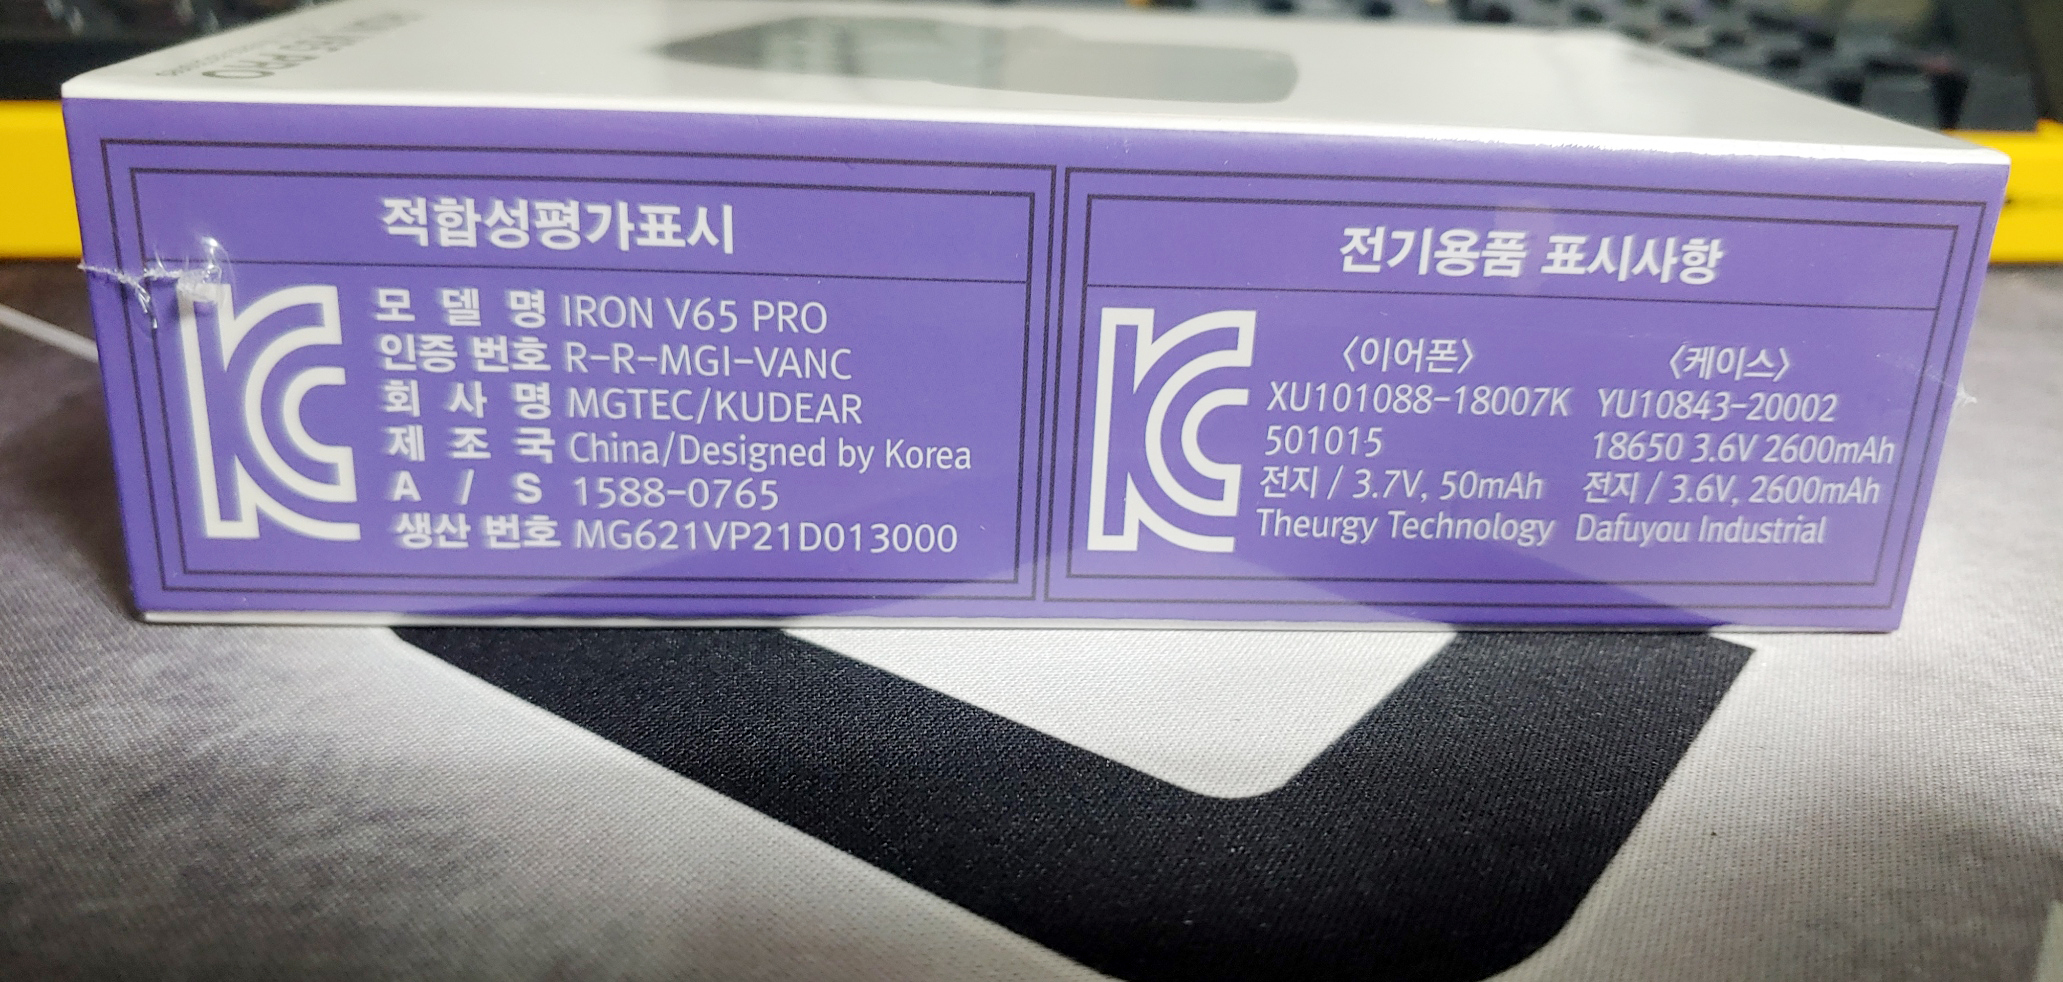 적합성평가표시
KC
모 델 명 IRON V65 PRO
인증 번호 R-R-MGI-VANC
회 사 명 MGTEC/KUDEAR
제 조 국 China/Designed by Korea
A / S 1588-0765
생산 번호 MG621VP21D013000
전기용품 표시사항
KC
<이어폰>
XU101088-18007K
501015
전지 / 3.7V, 50mAh
Theurgy Technology
<케이스>
YU10843-20002
18650 3.6V 2600mAh
전지 / 3.6V, 2600mAh
Dafuyou Industrial